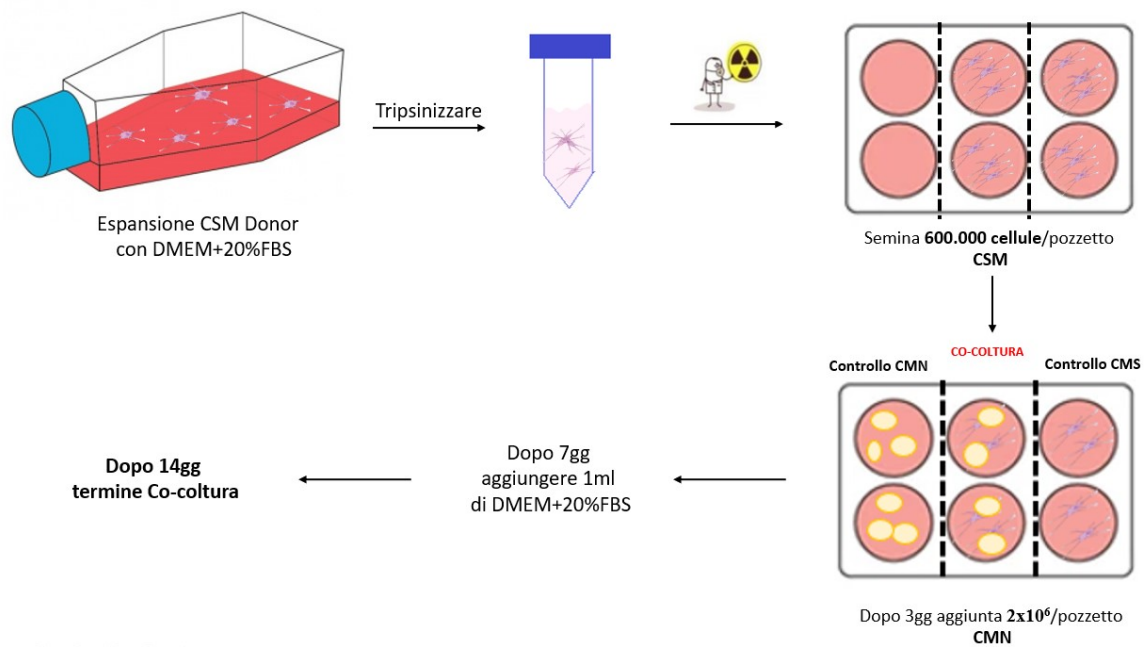 Tripsinizzare
Espansione CSM Donor
con DMEM+20%FBS
Semina 600.000 cellule/pozzetto
CSM
Controllo CMN
CO-COLTURA
Controllo CMS
Dopo 14gg
termine Co-coltura
Dopo 7gg
aggiungere 1ml
di DMEM+20%FBS
Dopo 3gg aggiunta 2x10⁶/pozzetto
CMN